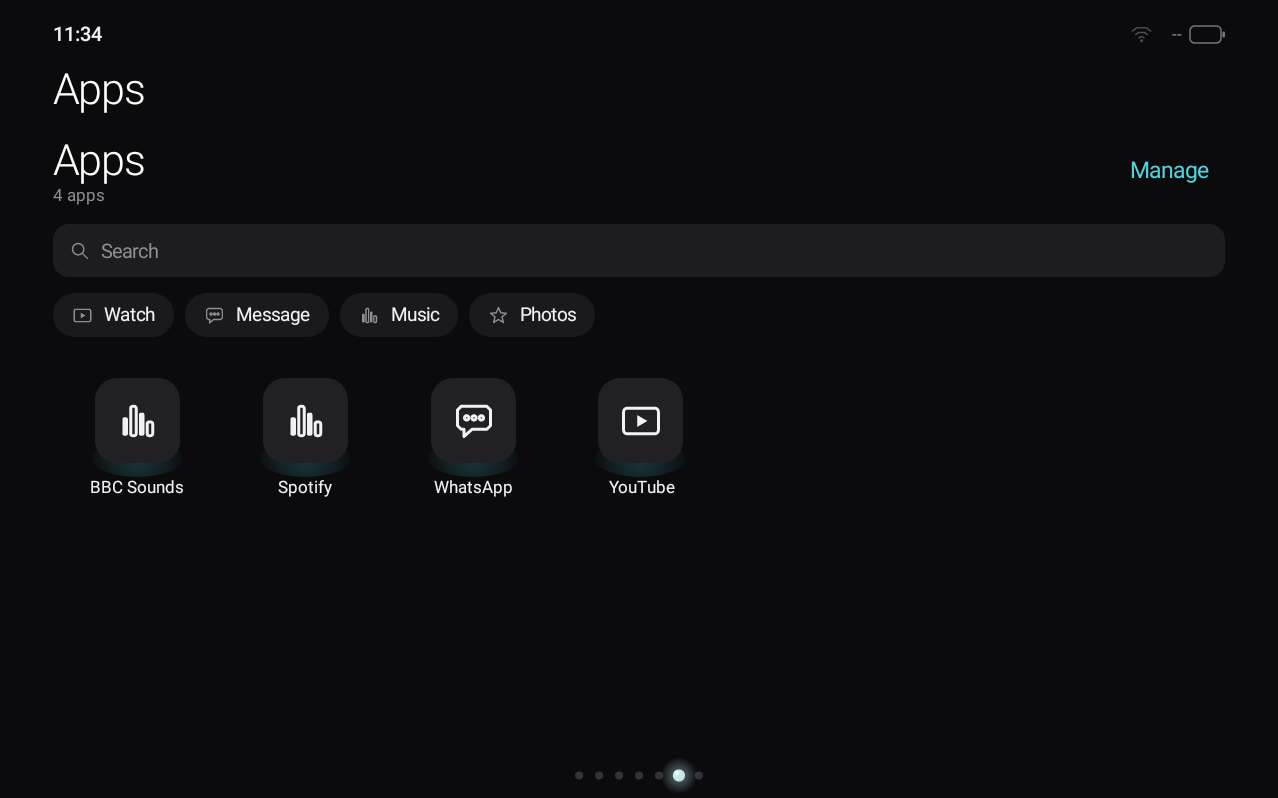 11:34
--
Apps
Apps
4 apps
Manage
Search
Watch Message Music Photos
BBC Sounds Spotify WhatsApp YouTube